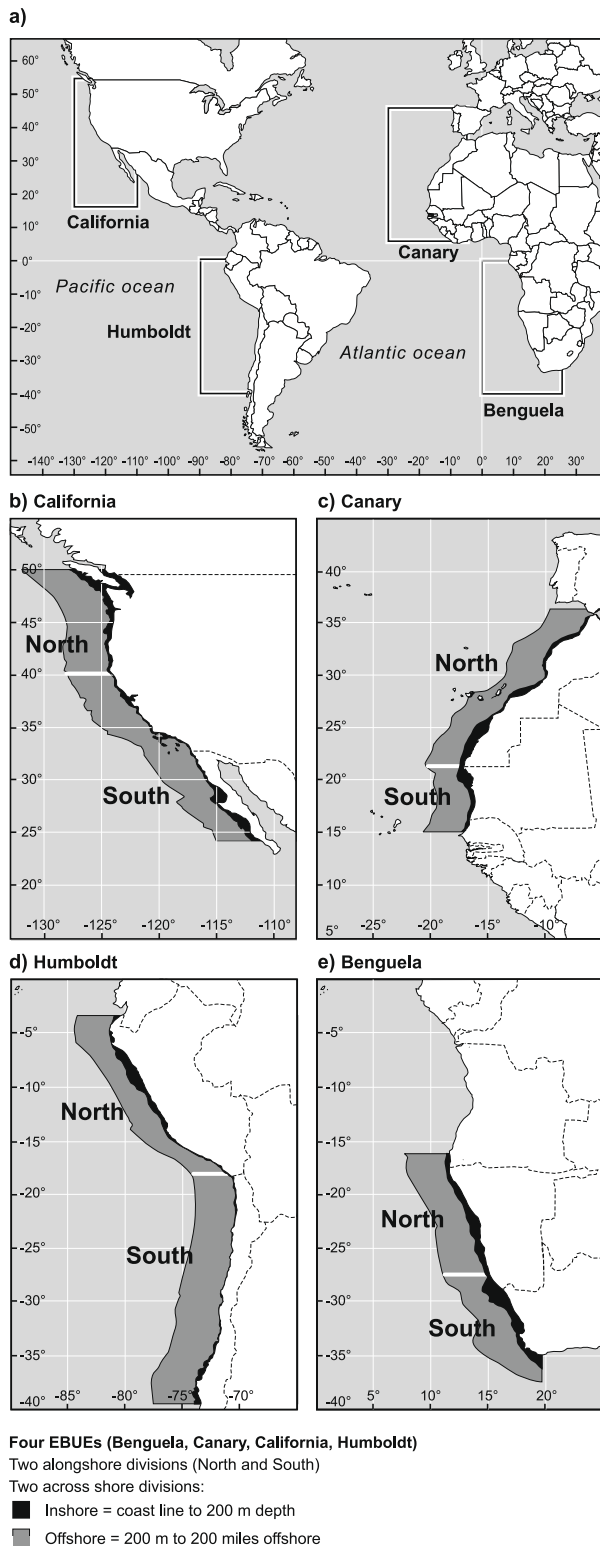 a)
60°
50°
40°
30°
20°
10°
0°
-10°
-20°
-30°
-40°
-50°
California
Canary
Pacific ocean
Humboldt
Atlantic ocean
Benguela
-140° -130° -120° -110° -100° -90° -80° -70° -60° -50° -40° -30° -20° -10° 0° 10° 20° 30°
b) California
50°
45°
North
40°
35°
30°
South
25°
20°
-130° -125° -120° -115° -110°
c) Canary
40°
35°
North
30°
25°
20°
South
15°
10°
5° -25° -20° -15° -10°
d) Humboldt
-5°
-10°
North
-15°
-20°
South
-25°
-30°
-35°
-40°
-85° -80° -75° -70°
e) Benguela
-5°
-10°
-15°
-20°
North
-25°
-30°
South
-35°
-40°
5° 10° 15° 20°
Four EBUEs (Benguela, Canary, California, Humboldt)
Two alongshore divisions (North and South)
Two across shore divisions:
Inshore = coast line to 200 m depth
Offshore = 200 m to 200 miles offshore